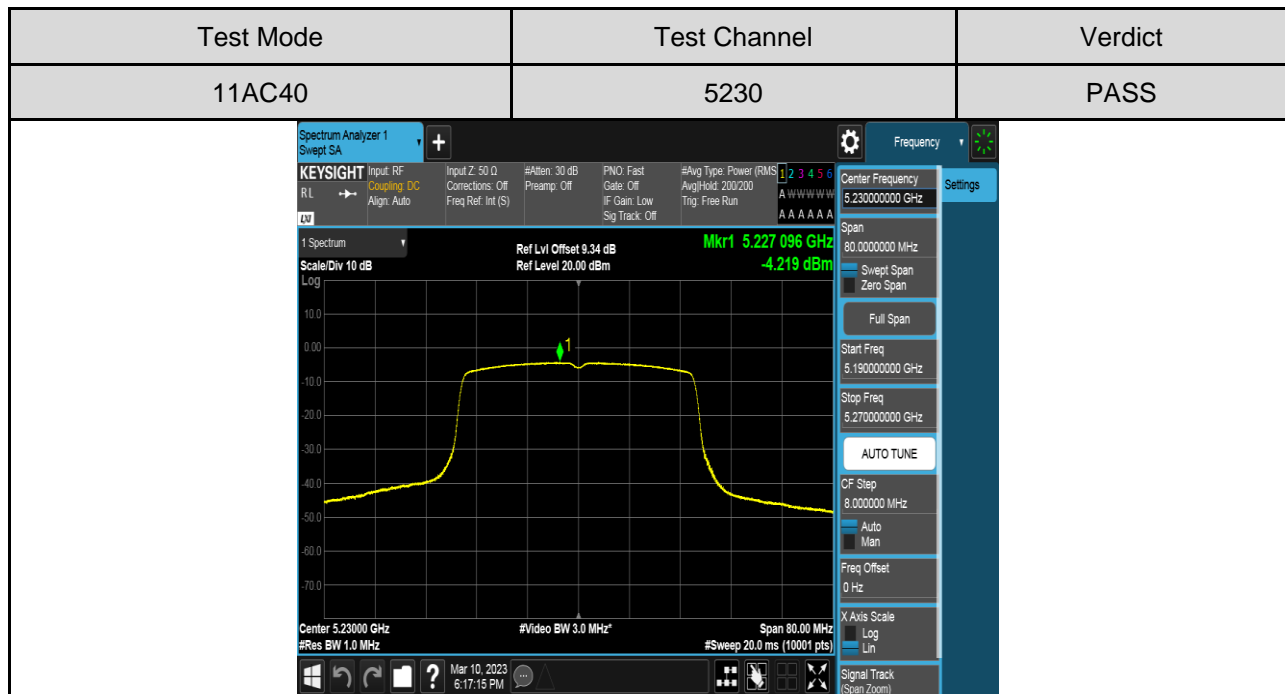 Test Mode Test Channel Verdict
11AC40 5230 PASS
Spectrum Analyzer 1
Swept SA
+
Frequency
KEYSIGHT
RL
LXI
Input: RF
Coupling: DC
Align: Auto
Input Z: 50 Ω
Corrections: Off
Freq Ref: Int (S)
#Atten: 30 dB
Preamp: Off
PNO: Fast
Gate: Off
IF Gain: Low
Sig Track: Off
#Avg Type: Power (RMS
Avg|Hold: 200/200
Trig: Free Run
1 2 3 4 5 6
A W W W W W
A A A A A A
1 Spectrum
Scale/Div 10 dB
Log
Ref Lvl Offset 9.34 dB
Ref Level 20.00 dBm
Mkr1 5.227 096 GHz
-4.219 dBm
1
10.0
0.00
-10.0
-20.0
-30.0
-40.0
-50.0
-60.0
-70.0
Center 5.23000 GHz
#Res BW 1.0 MHz
#Video BW 3.0 MHz*
Span 80.00 MHz
#Sweep 20.0 ms (10001 pts)
?
Mar 10, 2023
6:17:15 PM
Settings
Center Frequency
5.230000000 GHz
Span
80.0000000 MHz
Swept Span
Zero Span
Full Span
Start Freq
5.190000000 GHz
Stop Freq
5.270000000 GHz
AUTO TUNE
CF Step
8.000000 MHz
Auto
Man
Freq Offset
0 Hz
X Axis Scale
Log
Lin
Signal Track
(Span Zoom)